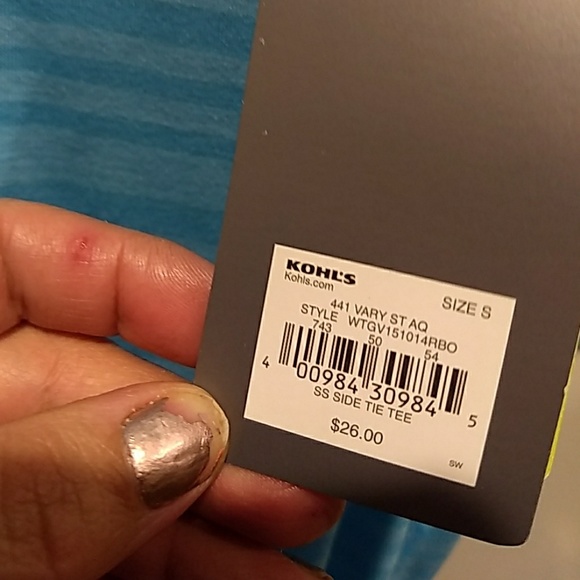 KOHL'S
Kohls.com
SIZE S
441 VARY ST AQ
STYLE WTGV151014RBO
743 50 54
4 00984 30984 5
SS SIDE TIE TEE
$26.00
SW